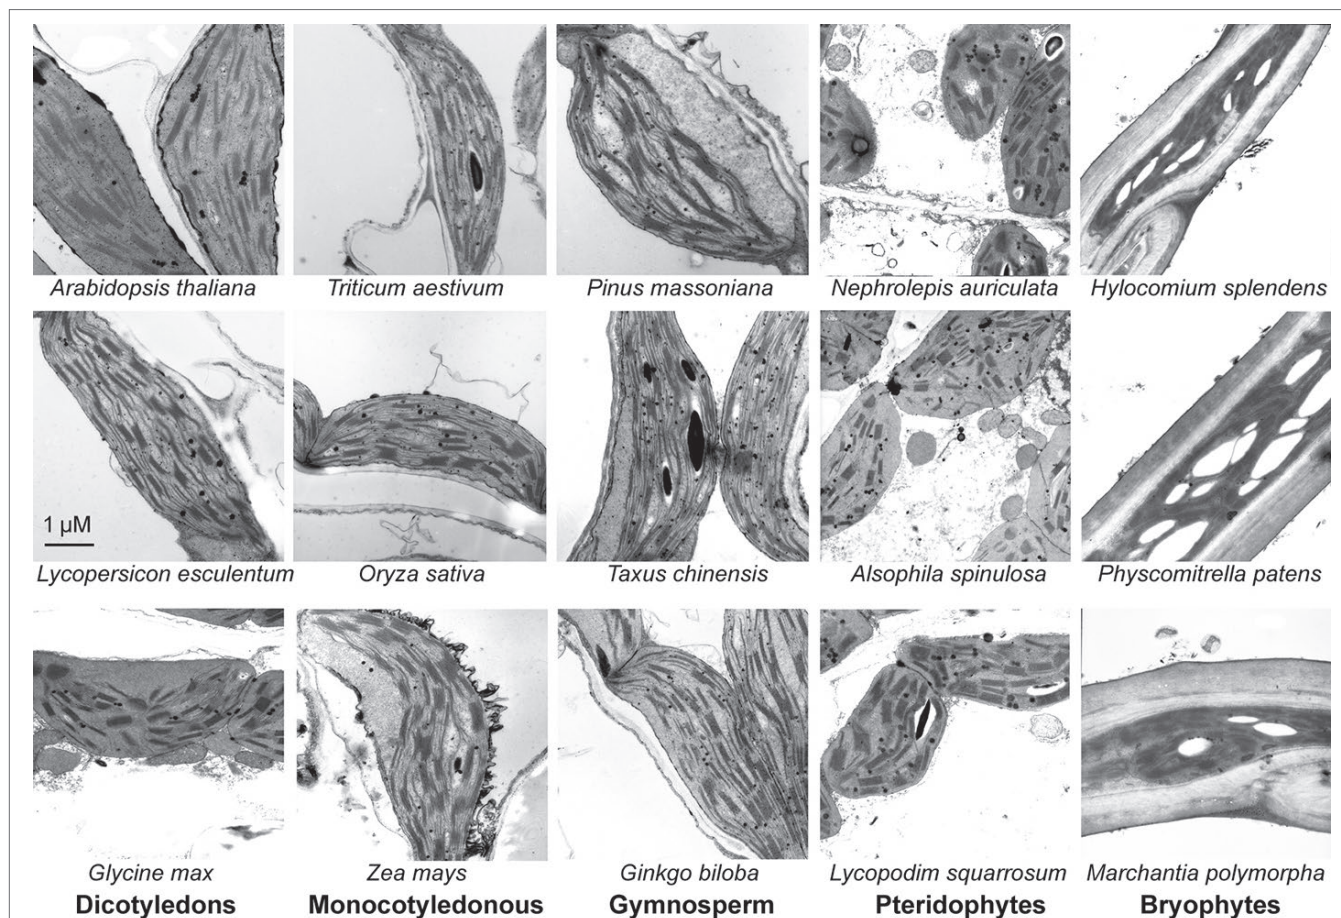 Arabidopsis thaliana
Triticum aestivum
Pinus massoniana
Nephrolepis auriculata
Hylocomium splendens
1 μM
Lycopersicon esculentum
Oryza sativa
Taxus chinensis
Alsophila spinulosa
Physcomitrella patens
Glycine max
Zea mays
Ginkgo biloba
Lycopodim squarrosum
Marchantia polymorpha
Dicotyledons
Monocotyledonous
Gymnosperm
Pteridophytes
Bryophytes